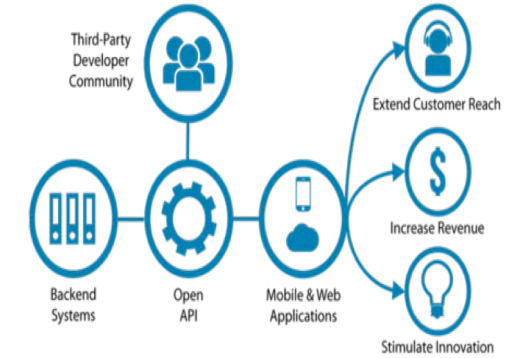 Third-Party
Developer
Community
Extend Customer Reach
$
Increase Revenue
Backend
Systems
Open
API
Mobile & Web
Applications
Stimulate Innovation